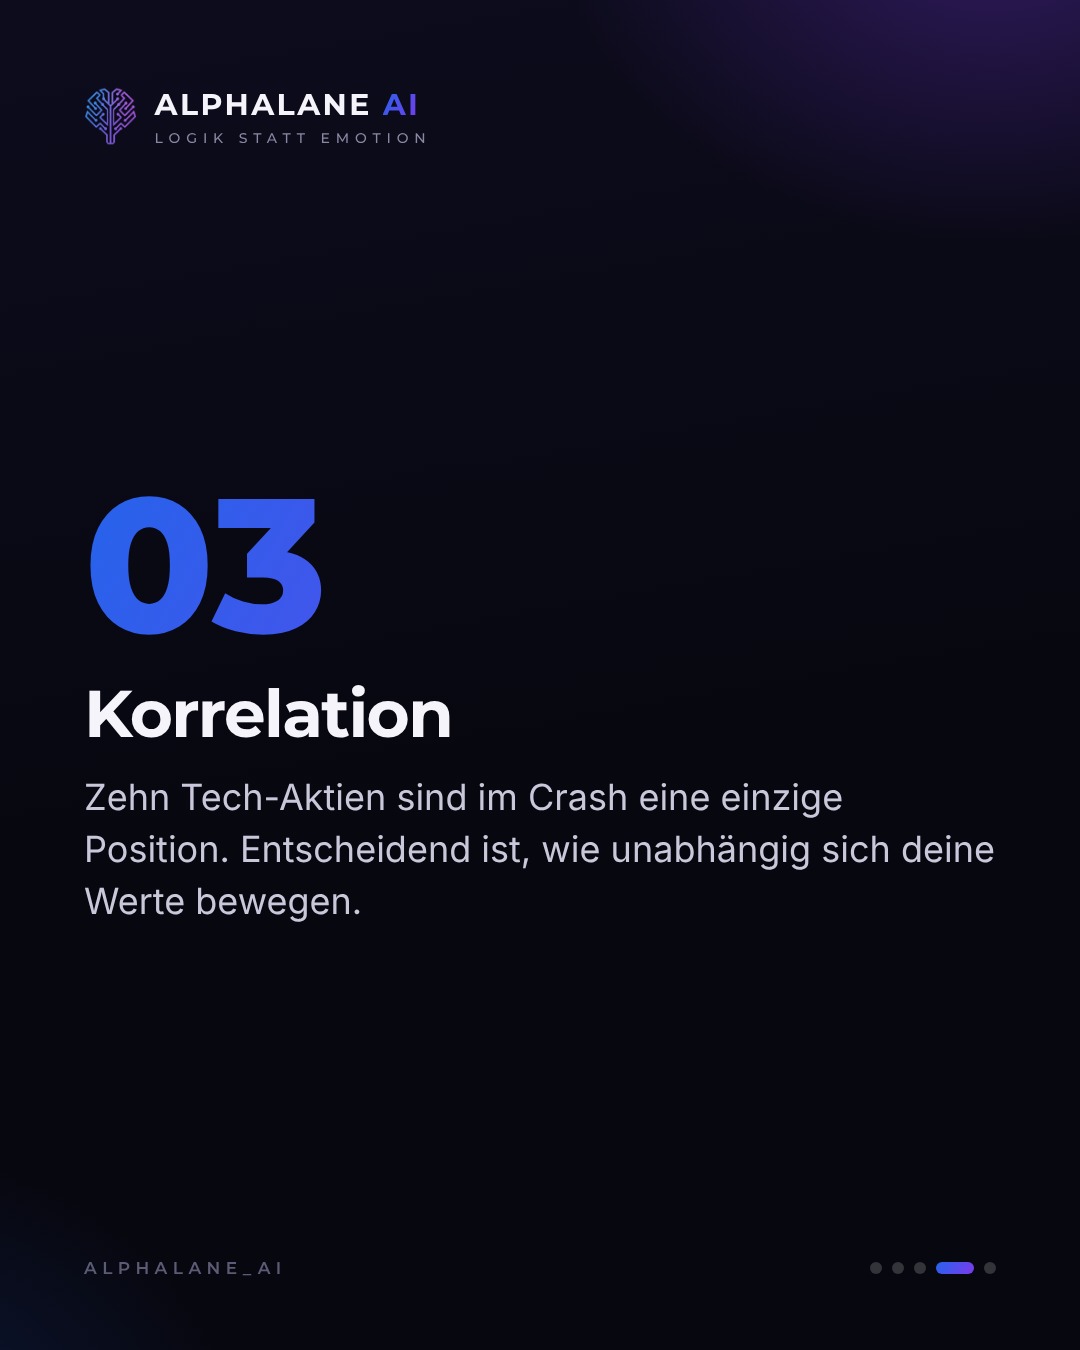 ALPHALANE AI
LOGIK STATT EMOTION
03
Korrelation
Zehn Tech-Aktien sind im Crash eine einzige
Position. Entscheidend ist, wie unabhängig sich deine
Werte bewegen.
ALPHALANE_AI